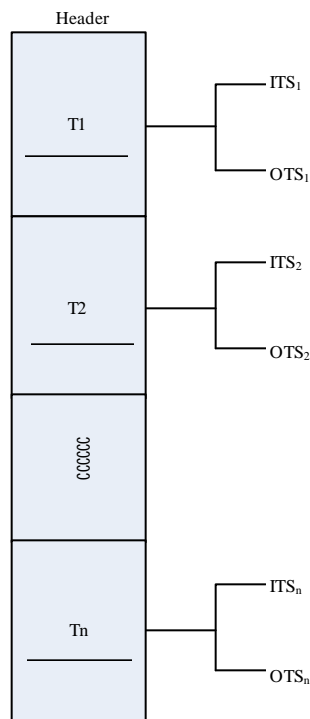 Header
T1
ITS₁
OTS₁
T2
ITS₂
OTS₂
CCCCCC
Tn
ITSₙ
OTSₙ